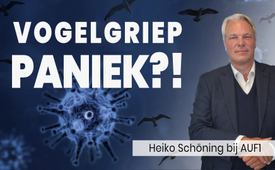 VOGELGRIEP
PANIEK?!
Heiko Schöning bij AUF1